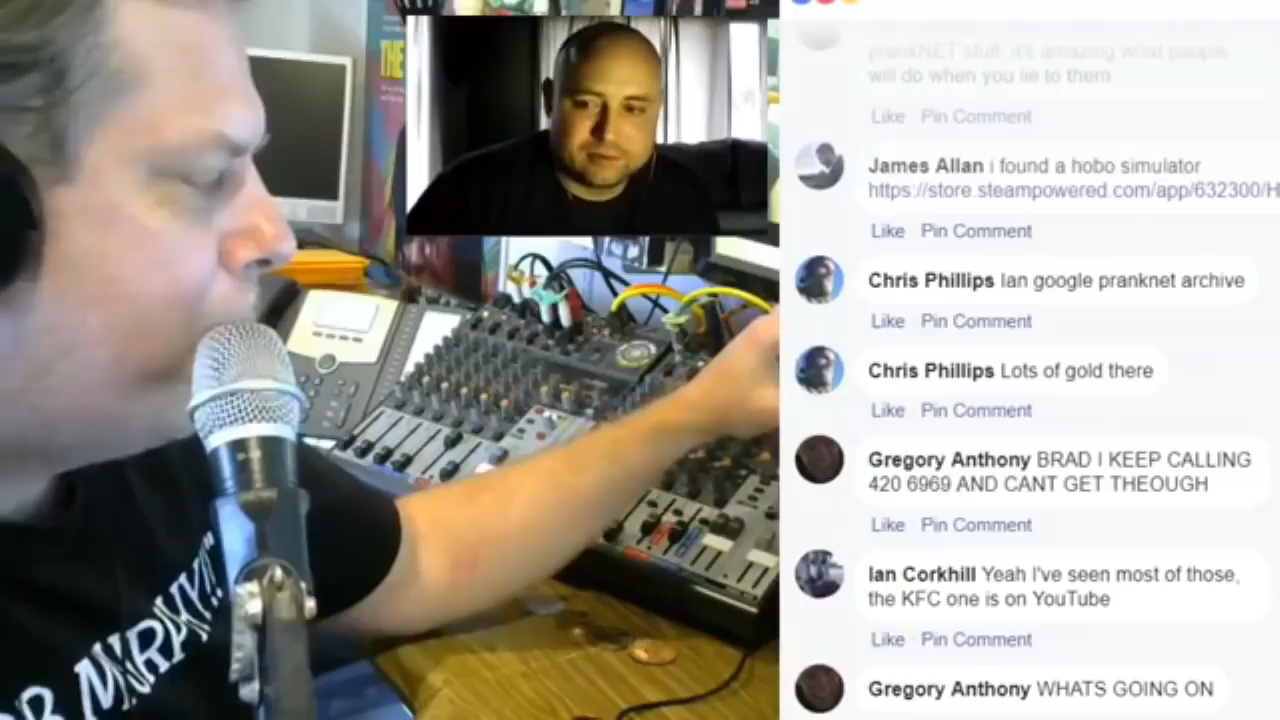 THE
prankNET stuff. it's amazing what people
will do when you lie to them
Like Pin Comment
James Allan i found a hobo simulator
https://store.steampowered.com/app/632300/H
Like Pin Comment
Chris Phillips Ian google pranknet archive
Like Pin Comment
Chris Phillips Lots of gold there
Like Pin Comment
Gregory Anthony BRAD I KEEP CALLING
420 6969 AND CANT GET THEOUGH
Like Pin Comment
Ian Corkhill Yeah I've seen most of those,
the KFC one is on YouTube
Like Pin Comment
Gregory Anthony WHATS GOING ON